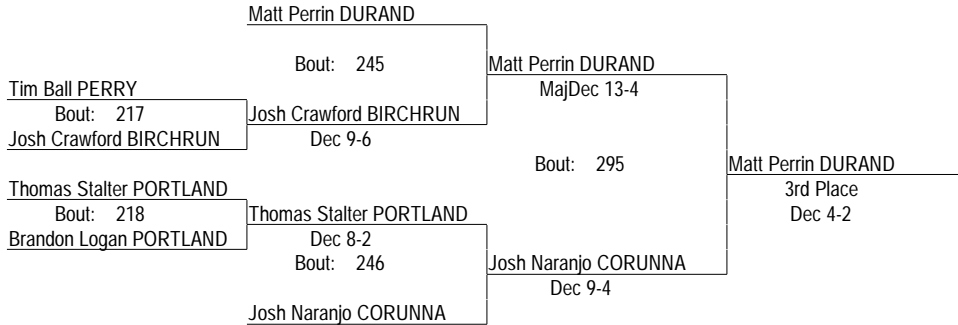 Matt Perrin DURAND
Bout: 245
Matt Perrin DURAND
Tim Ball PERRY
MajDec 13-4
Bout: 217
Josh Crawford BIRCHRUN
Josh Crawford BIRCHRUN
Dec 9-6
Bout: 295
Matt Perrin DURAND
Thomas Stalter PORTLAND
3rd Place
Bout: 218
Thomas Stalter PORTLAND
Dec 4-2
Brandon Logan PORTLAND
Dec 8-2
Bout: 246
Josh Naranjo CORUNNA
Dec 9-4
Josh Naranjo CORUNNA